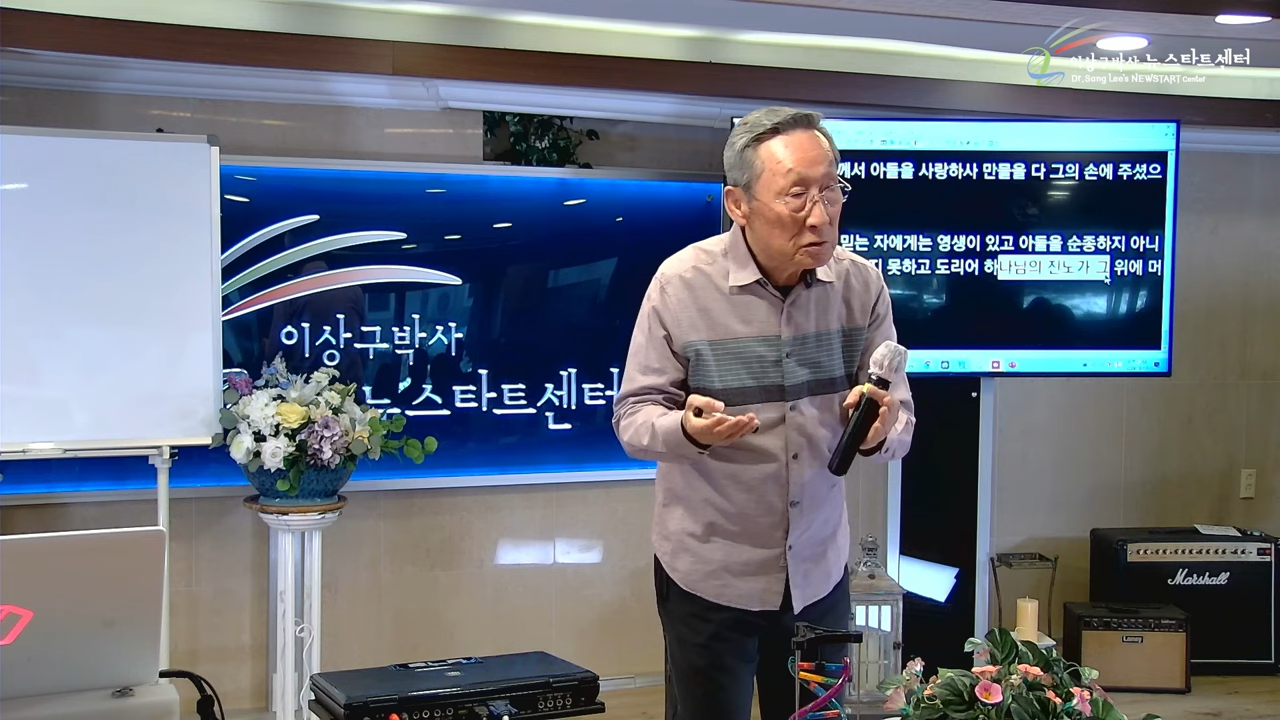 이상구박사 뉴스타트센터
Dr. Sang Lee's NEWSTART Center
께서 아들을 사랑하사 만물을 다 그의 손에 주셨으
믿는 자에게는 영생이 있고 아들을 순종하지 아니
지 못하고 도리어 하나님의 진노가 그 위에 머
이상구박사
뉴스타트센터
Marshall
Laney